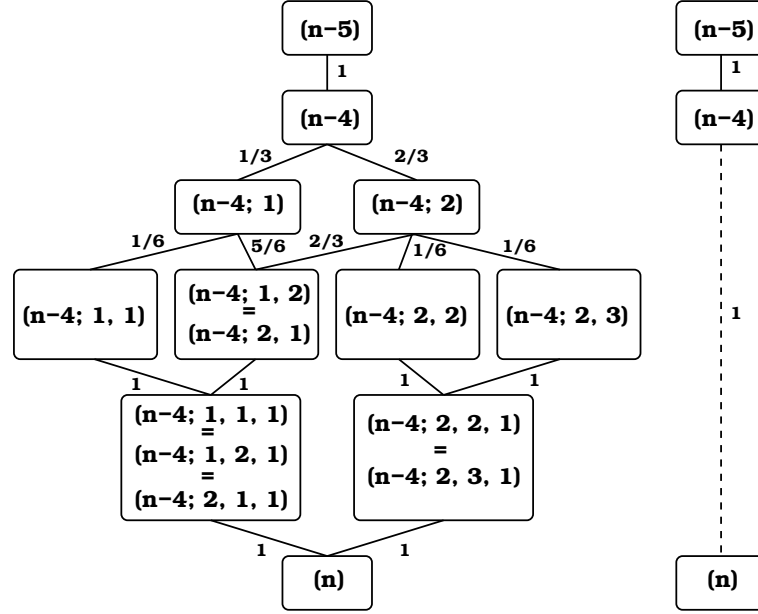 (n−5)
(n−5)
1
1
(n−4)
(n−4)
1/3
2/3
(n−4; 1)
(n−4; 2)
1/6
5/6
2/3
1/6
1/6
(n−4; 1, 1)
(n−4; 1, 2)
=
(n−4; 2, 1)
(n−4; 2, 2)
(n−4; 2, 3)
1
1
1
1
1
(n−4; 1, 1, 1)
=
(n−4; 1, 2, 1)
=
(n−4; 2, 1, 1)
(n−4; 2, 2, 1)
=
(n−4; 2, 3, 1)
1
1
(n)
(n)